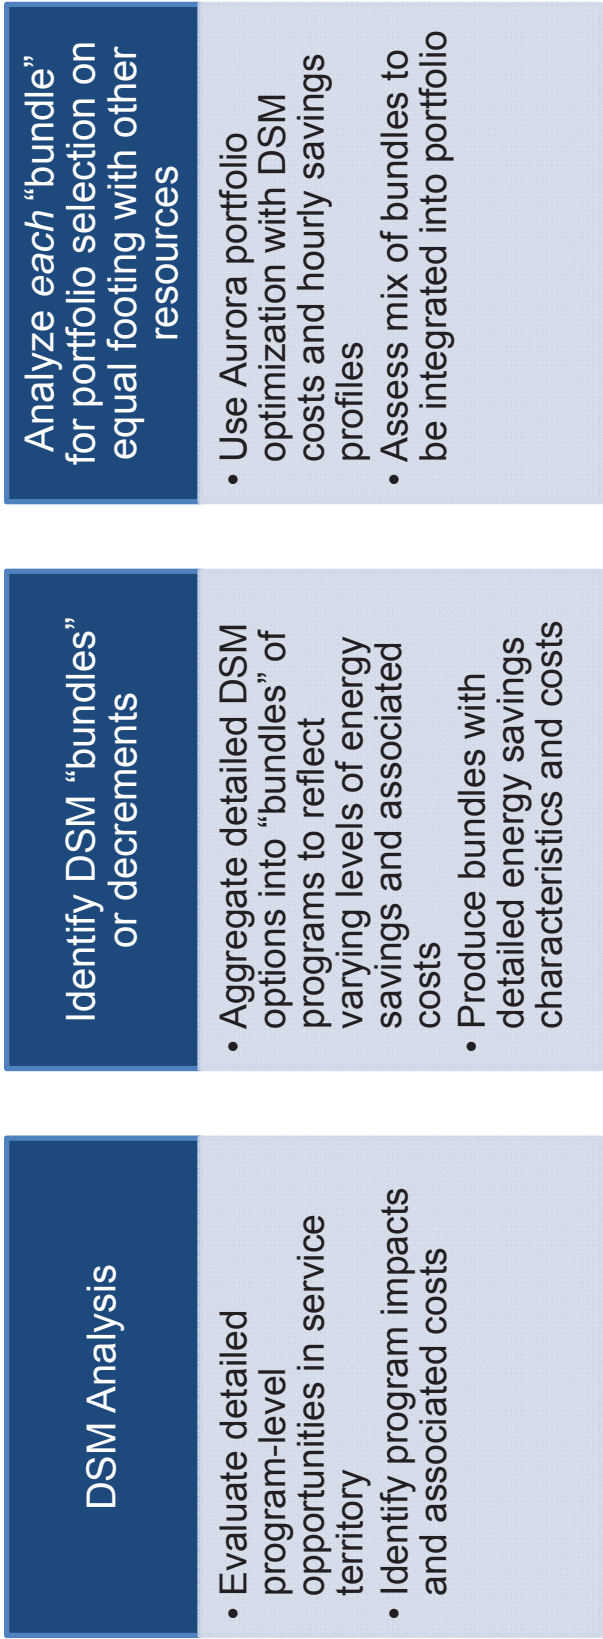 DSM Analysis
• Evaluate detailed
program-level
opportunities in service
territory
• Identify program impacts
and associated costs
Identify DSM “bundles”
or decrements
• Aggregate detailed DSM
options into “bundles” of
programs to reflect
varying levels of energy
savings and associated
costs
• Produce bundles with
detailed energy savings
characteristics and costs
Analyze each “bundle”
for portfolio selection on
equal footing with other
resources
• Use Aurora portfolio
optimization with DSM
costs and hourly savings
profiles
• Assess mix of bundles to
be integrated into portfolio